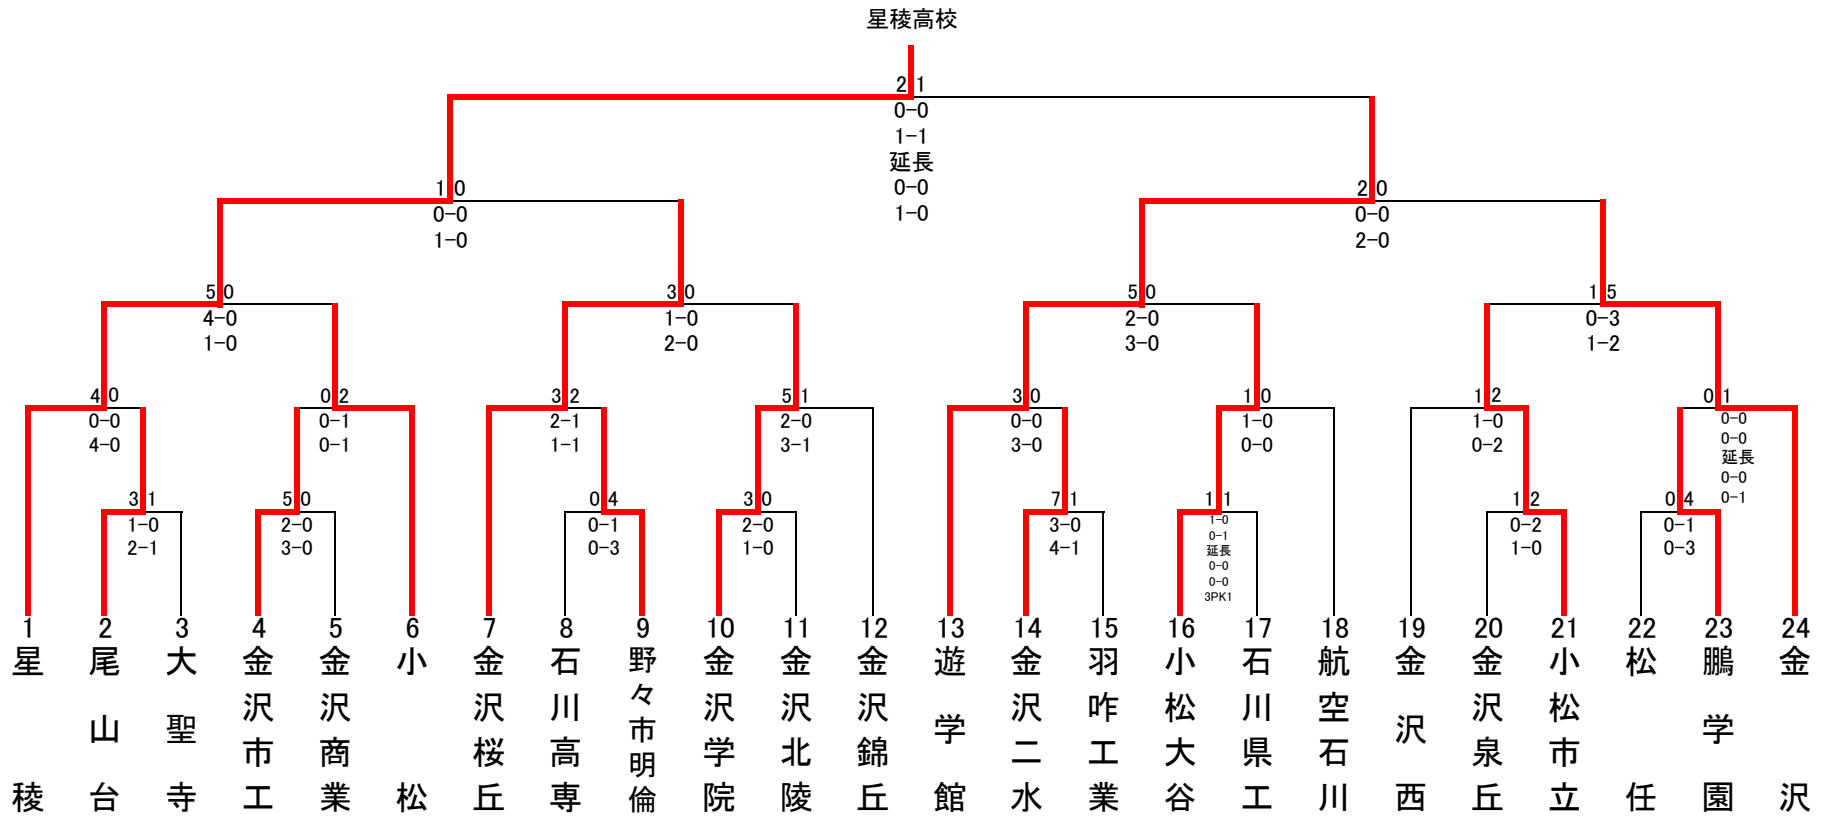 星稜高校
2 1
0-0
1-1
延長
0-0
1-0
1 0
0-0
1-0
2 0
0-0
2-0
5 0
4-0
1-0
3 0
1-0
2-0
5 0
2-0
3-0
1 5
0-3
1-2
4 0
0-0
4-0
0 2
0-1
0-1
3 2
2-1
1-1
5 1
2-0
3-1
3 0
0-0
3-0
1 0
1-0
0-0
1 2
1-0
0-2
0 1
0-0
0-0
延長
0-0
0-1
3 1
1-0
2-1
5 0
2-0
3-0
0 4
0-1
0-3
3 0
2-0
1-0
7 1
3-0
4-1
1 1
1-0
0-1
延長
0-0
0-0
3PK1
1 2
0-2
1-0
0 4
0-1
0-3
1 星稜
2 尾山台
3 大聖寺
4 金沢市工
5 金沢商業
6 小松
7 金沢桜丘
8 石川高専
9 野々市明倫
10 金沢学院
11 金沢北陵
12 金沢錦丘
13 遊学館
14 金沢二水
15 羽咋工業
16 小松大谷
17 石川県工
18 航空石川
19 金沢西
20 金沢泉丘
21 小松市立
22 松任
23 鵬学園
24 金沢